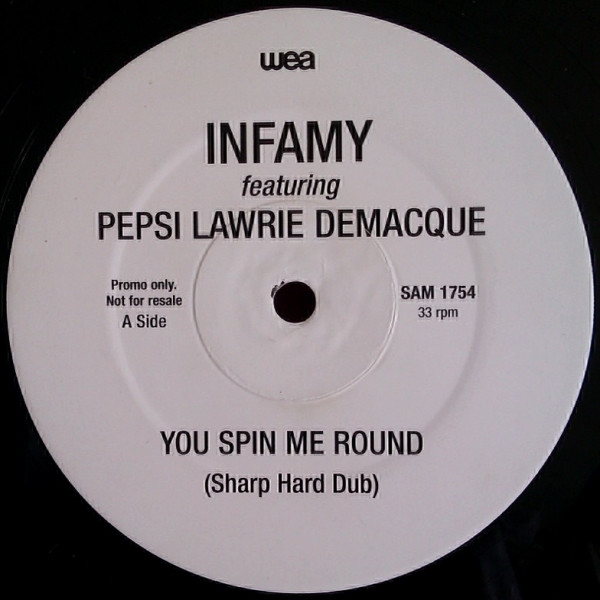 wea
INFAMY
featuring
PEPSI LAWRIE DEMACQUE
Promo only.
Not for resale
A Side
SAM 1754
33 rpm
YOU SPIN ME ROUND
(Sharp Hard Dub)